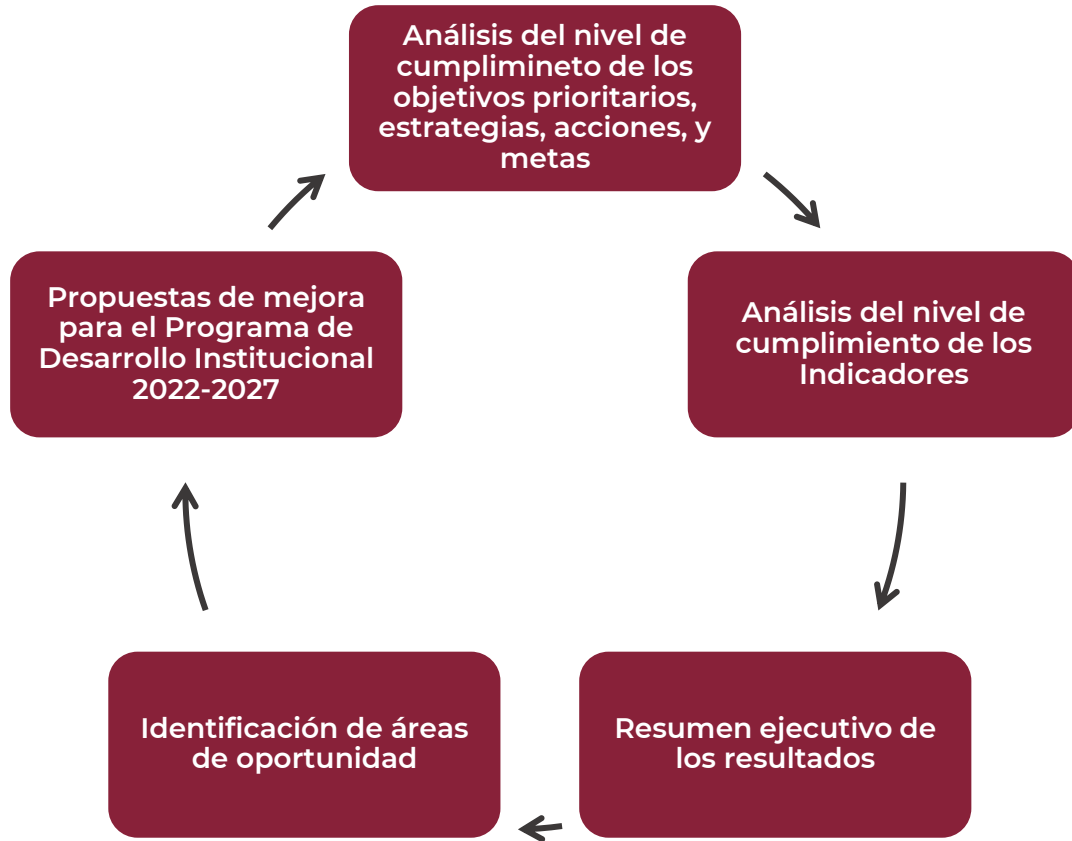 Análisis del nivel de
cumplimineto de los
objetivos prioritarios,
estrategias, acciones, y
metas
Análisis del nivel de
cumplimiento de los
Indicadores
Resumen ejecutivo de
los resultados
Identificación de áreas
de oportunidad
Propuestas de mejora
para el Programa de
Desarrollo Institucional
2022-2027